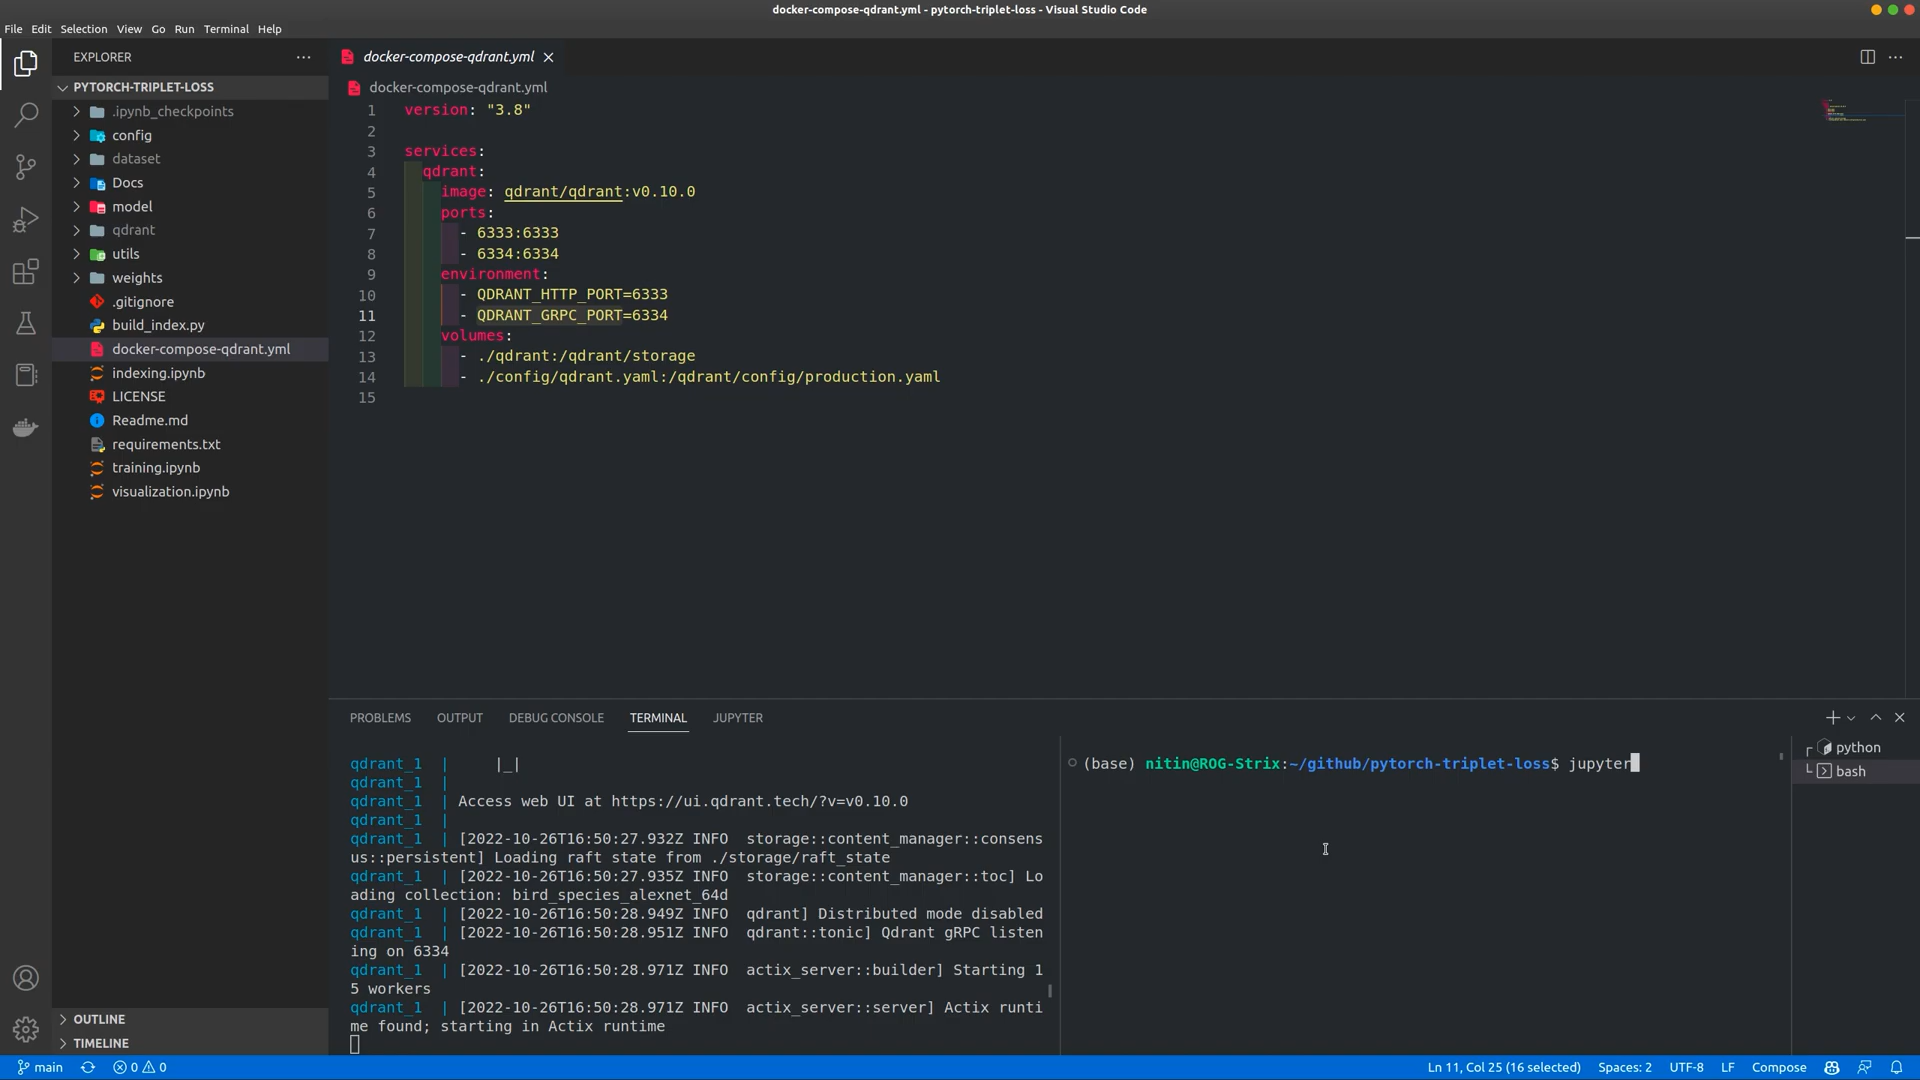 docker-compose-qdrant.yml - pytorch-triplet-loss - Visual Studio Code
File Edit Selection View Go Run Terminal Help
EXPLORER
PYTORCH-TRIPLET-LOSS
.ipynb_checkpoints
config
dataset
Docs
model
qdrant
utils
weights
.gitignore
build_index.py
docker-compose-qdrant.yml
indexing.ipynb
LICENSE
Readme.md
requirements.txt
training.ipynb
visualization.ipynb
OUTLINE
TIMELINE
docker-compose-qdrant.yml
docker-compose-qdrant.yml
1 version: "3.8"
2
3 services:
4 qdrant:
5 image: qdrant/qdrant:v0.10.0
6 ports:
7 - 6333:6333
8 - 6334:6334
9 environment:
10 - QDRANT_HTTP_PORT=6333
11 - QDRANT_GRPC_PORT=6334
12 volumes:
13 - ./qdrant:/qdrant/storage
14 - ./config/qdrant.yaml:/qdrant/config/production.yaml
15
PROBLEMS OUTPUT DEBUG CONSOLE TERMINAL JUPYTER
qdrant_1 | |_|
qdrant_1 |
qdrant_1 | Access web UI at https://ui.qdrant.tech/?v=v0.10.0
qdrant_1 |
qdrant_1 | [2022-10-26T16:50:27.932Z INFO storage::content_manager::consens
us::persistent] Loading raft state from ./storage/raft_state
qdrant_1 | [2022-10-26T16:50:27.935Z INFO storage::content_manager::toc] Lo
ading collection: bird_species_alexnet_64d
qdrant_1 | [2022-10-26T16:50:28.949Z INFO qdrant] Distributed mode disabled
qdrant_1 | [2022-10-26T16:50:28.951Z INFO qdrant::tonic] Qdrant gRPC listen
ing on 6334
qdrant_1 | [2022-10-26T16:50:28.971Z INFO actix_server::builder] Starting 1
5 workers
qdrant_1 | [2022-10-26T16:50:28.971Z INFO actix_server::server] Actix runti
me found; starting in Actix runtime
(base) nitin@ROG-Strix:~/github/pytorch-triplet-loss$ jupyter
python
bash
main 0 0 Ln 11, Col 25 (16 selected) Spaces: 2 UTF-8 LF Compose